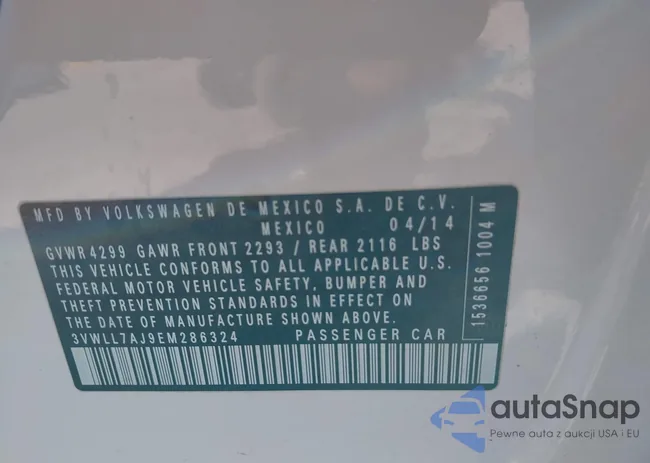 MFD BY VOLKSWAGEN DE MEXICO S.A. DE C.V.
MEXICO 04/14
GVWR 4299 GAWR FRONT 2293 / REAR 2116 LBS
THIS VEHICLE CONFORMS TO ALL APPLICABLE U.S.
FEDERAL MOTOR VEHICLE SAFETY, BUMPER AND
THEFT PREVENTION STANDARDS IN EFFECT ON
THE DATE OF MANUFACTURE SHOWN ABOVE.
3VWLL7AJ9EM286324 PASSENGER CAR
1536656 1004 M
autaSnap
Pewne auta z aukcji USA i EU